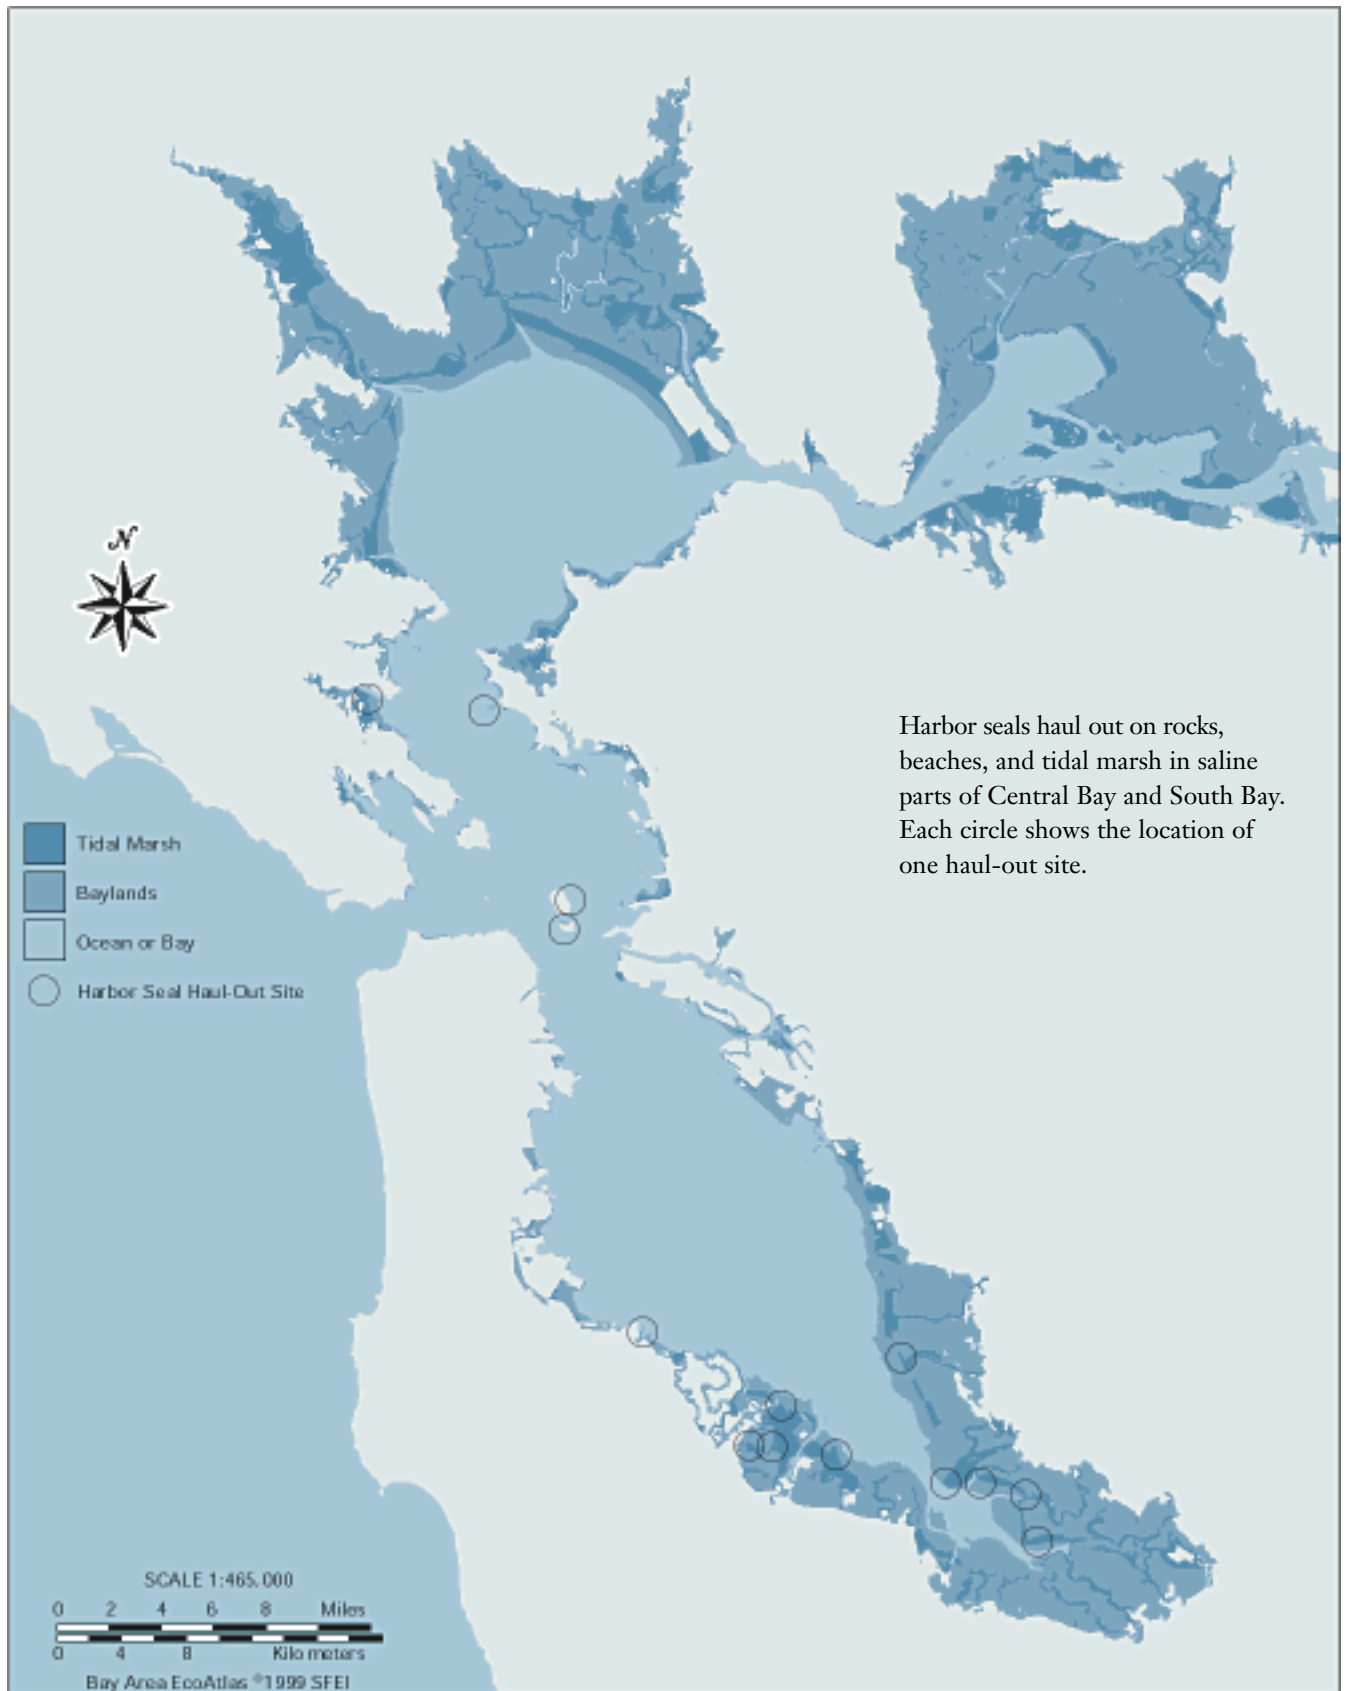 N
Harbor seals haul out on rocks,
beaches, and tidal marsh in saline
parts of Central Bay and South Bay.
Each circle shows the location of
one haul-out site.
Tidal Marsh
Baylands
Ocean or Bay
Harbor Seal Haul-Out Site
SCALE 1:465,000
0 2 4 6 8 Miles
0 4 8 Kilometers
Bay Area EcoAtlas ©1999 SFEI